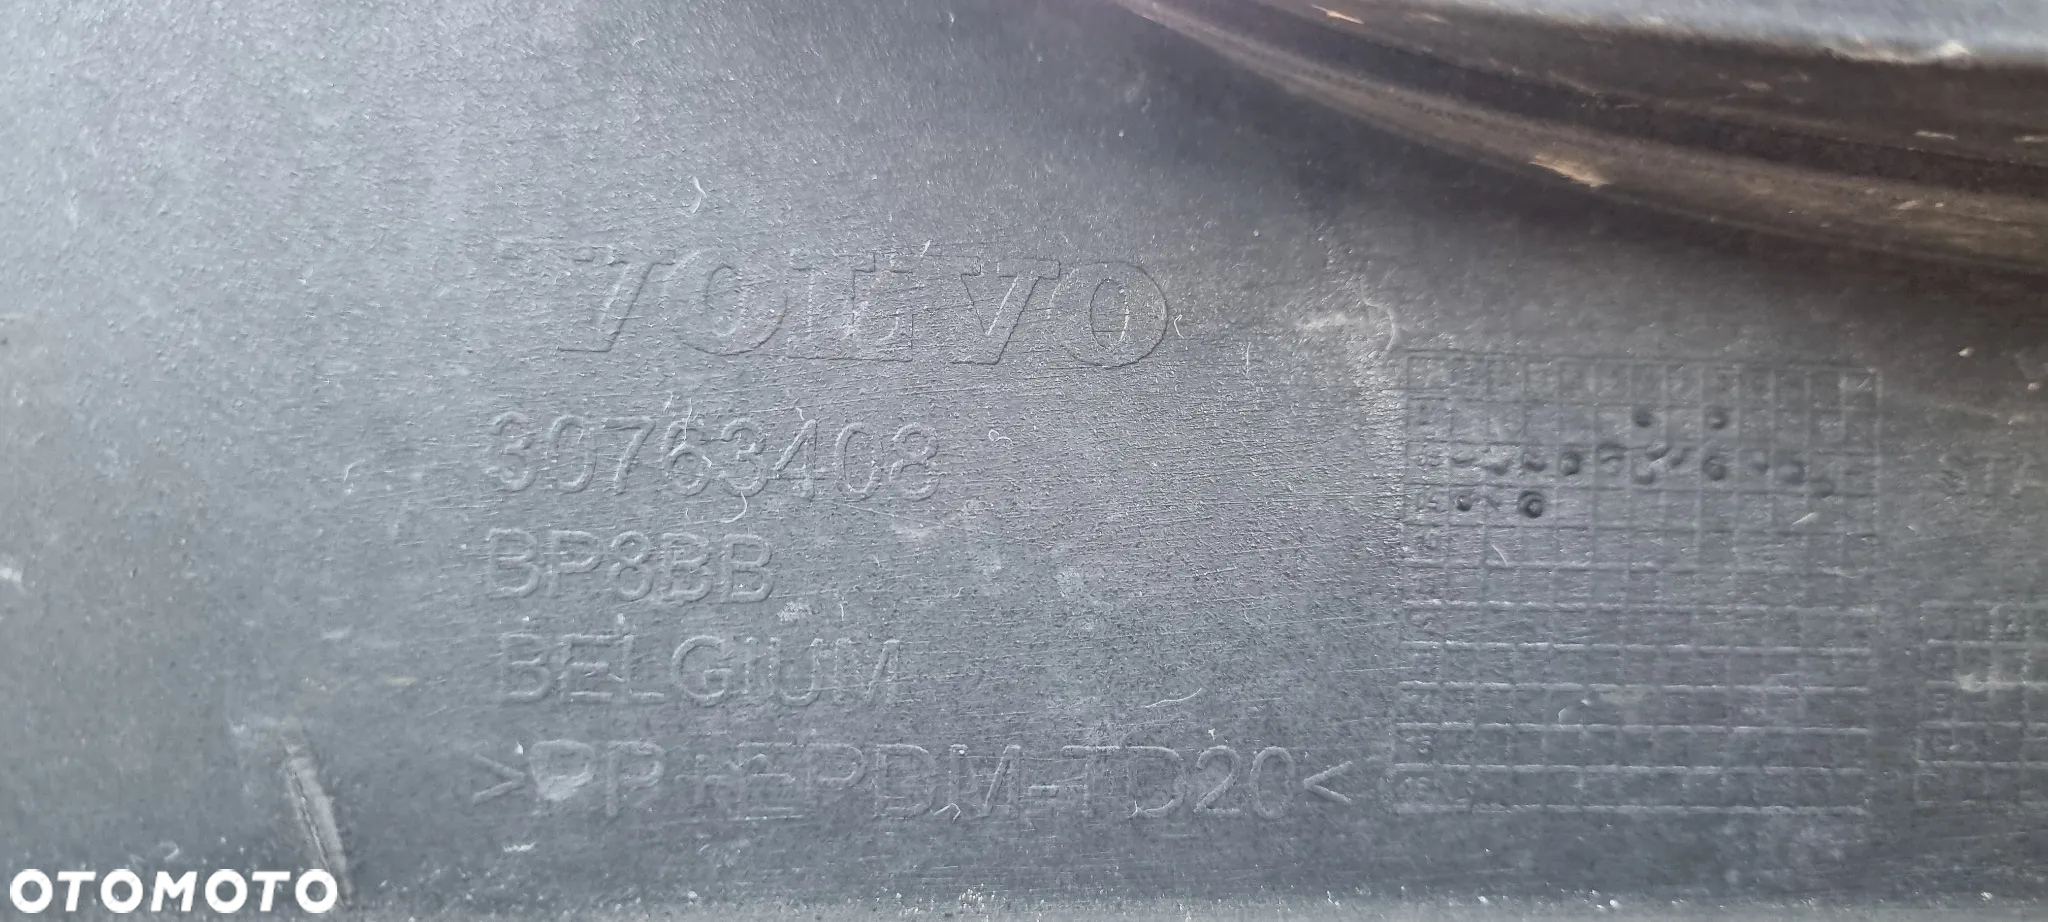 VOLVO
30763408
BP8BB
BELGIUM
>PP+EPDM-TD20<
OTOMOTO